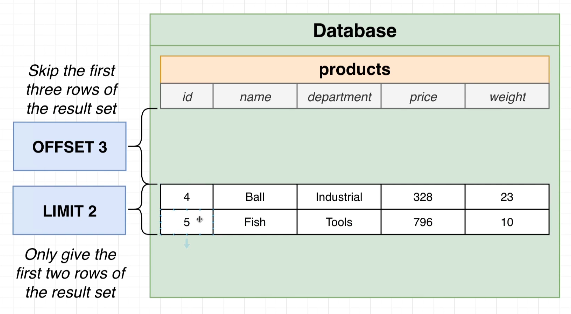 Database
products
id name department price weight
Skip the first
three rows of
the result set
OFFSET 3
LIMIT 2
4 Ball Industrial 328 23
5 Fish Tools 796 10
Only give the
first two rows of
the result set